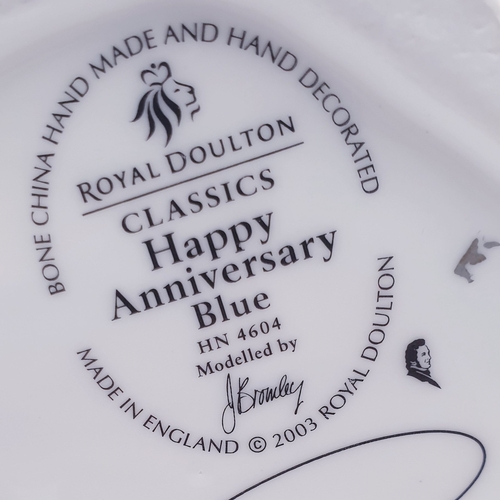 BONE CHINA HAND MADE AND HAND DECORATED
ROYAL DOULTON
CLASSICS
Happy
Anniversary
Blue
HN 4604
Modelled by
J Bromley
MADE IN ENGLAND © 2003 ROYAL DOULTON